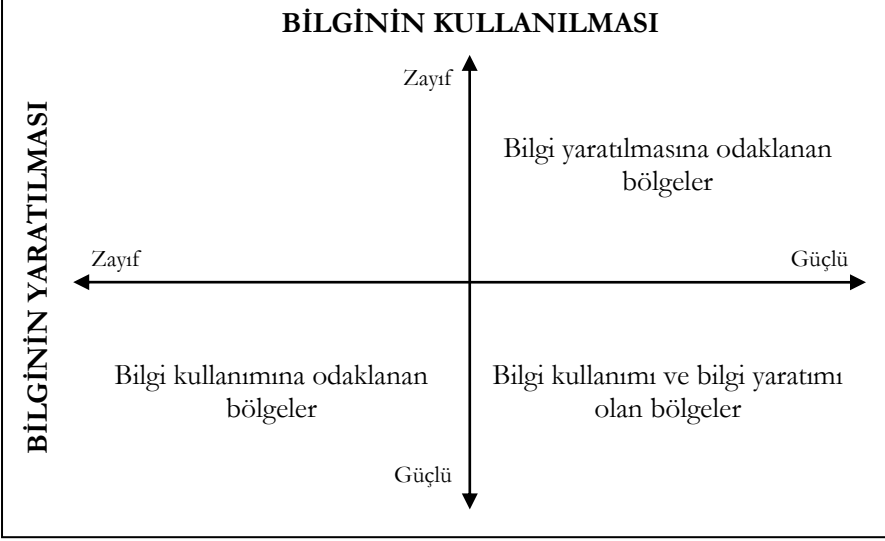 BİLGİNİN KULLANILMASI
Zayıf
Bilgi yaratılmasına odaklanan
bölgeler
BİLGİNİN YARATILMASI
Zayıf
Güçlü
Bilgi kullanımına odaklanan
bölgeler
Bilgi kullanımı ve bilgi yaratımı
olan bölgeler
Güçlü